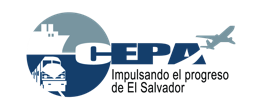 CEPA
Impulsando el progreso
de El Salvador